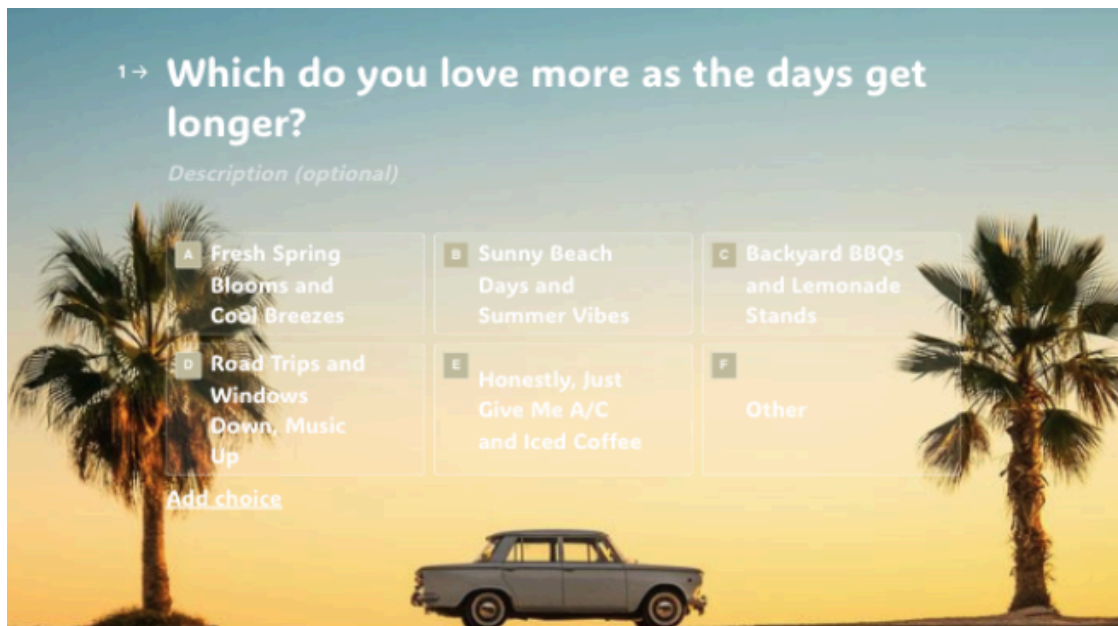 1→ Which do you love more as the days get
longer?
Description (optional)
A Fresh Spring
Blooms and
Cool Breezes
B Sunny Beach
Days and
Summer Vibes
C Backyard BBQs
and Lemonade
Stands
D Road Trips and
Windows
Down, Music
Up
E Honestly, Just
Give Me A/C
and Iced Coffee
F Other
Add choice